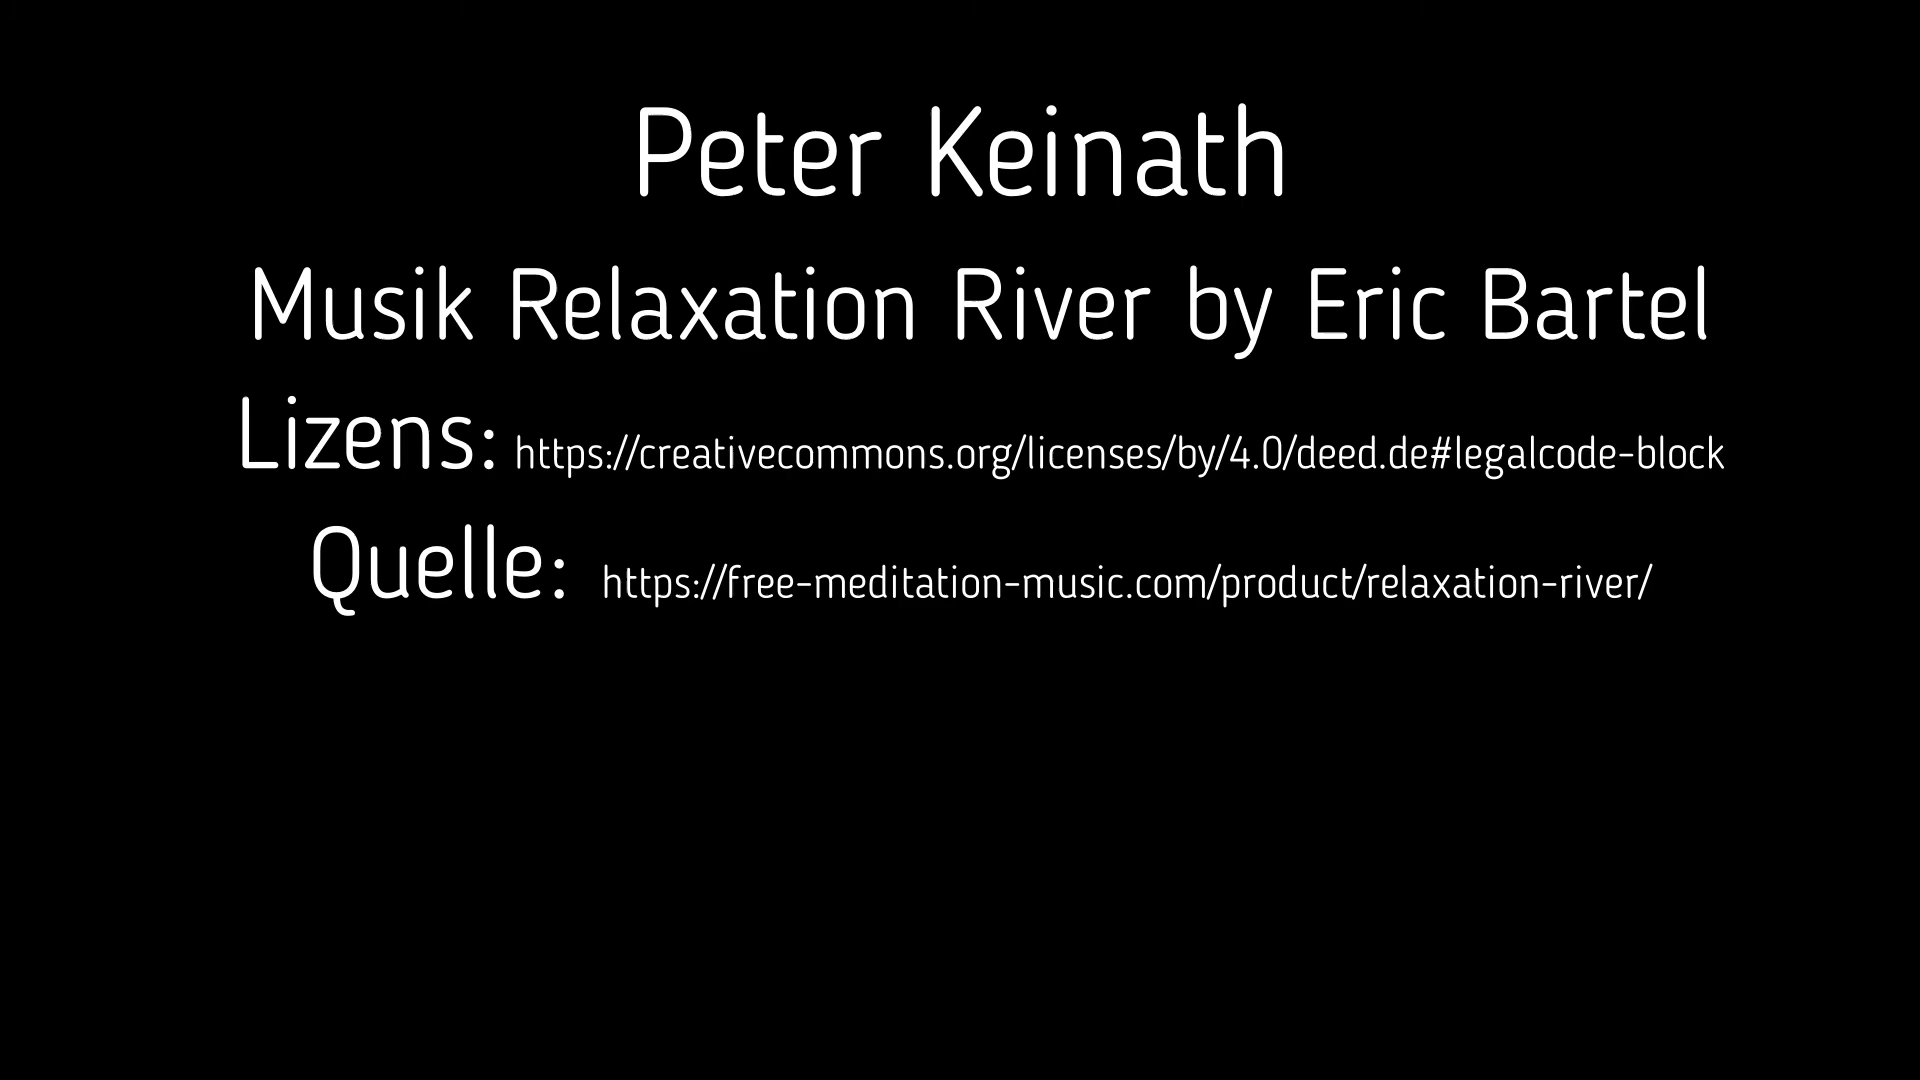 Peter Keinath
Musik Relaxation River by Eric Bartel
Lizens: https://creativecommons.org/licenses/by/4.0/deed.de#legalcode-block
Quelle: https://free-meditation-music.com/product/relaxation-river/